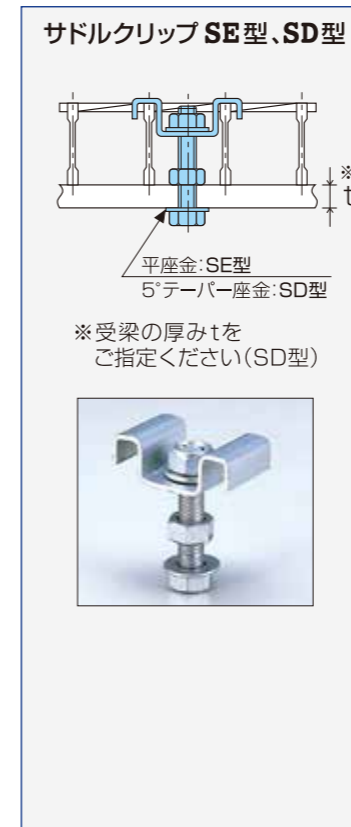 サドルクリップ SE型、SD型
※
t
平座金:SE型
5°テーパー座金:SD型
※受梁の厚みtを
ご指定ください(SD型)